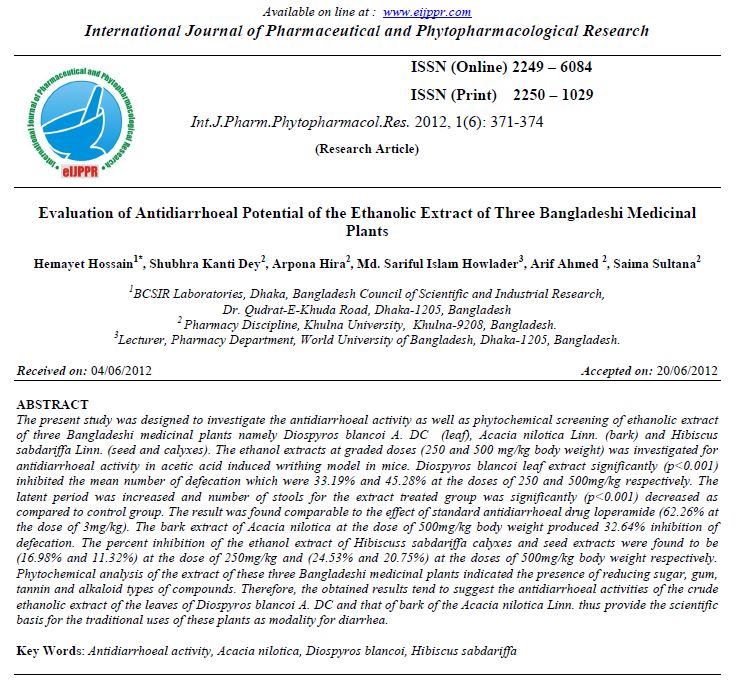 Available on line at :  www.eijppr.com
International Journal of Pharmaceutical and Phytopharmacological Research
International Journal of Pharmaceutical and Phytopharmacological Research
eIJPPR
ISSN (Online) 2249 – 6084
ISSN (Print)    2250 – 1029
Int.J.Pharm.Phytopharmacol.Res. 2012, 1(6): 371-374
(Research Article)
Evaluation of Antidiarrhoeal Potential of the Ethanolic Extract of Three Bangladeshi Medicinal
Plants
Hemayet Hossain1*, Shubhra Kanti Dey2, Arpona Hira2, Md. Sariful Islam Howlader3, Arif Ahmed 2, Saima Sultana2
1BCSIR Laboratories, Dhaka, Bangladesh Council of Scientific and Industrial Research,
Dr. Qudrat-E-Khuda Road, Dhaka-1205, Bangladesh
2 Pharmacy Discipline, Khulna University,  Khulna-9208, Bangladesh.
3Lecturer, Pharmacy Department, World University of Bangladesh, Dhaka-1205, Bangladesh.
Received on: 04/06/2012 Accepted on: 20/06/2012
ABSTRACT
The present study was designed to investigate the antidiarrhoeal activity as well as phytochemical screening of ethanolic extract
of three Bangladeshi medicinal plants namely Diospyros blancoi A. DC  (leaf), Acacia nilotica Linn. (bark) and Hibiscus
sabdariffa Linn. (seed and calyxes). The ethanol extracts at graded doses (250 and 500 mg/kg body weight) was investigated for
antidiarrhoeal activity in acetic acid induced writhing model in mice. Diospyros blancoi leaf extract significantly (p<0.001)
inhibited the mean number of defecation which were 33.19% and 45.28% at the doses of 250 and 500mg/kg respectively. The
latent period was increased and number of stools for the extract treated group was significantly (p<0.001) decreased as
compared to control group. The result was found comparable to the effect of standard antidiarrhoeal drug loperamide (62.26% at
the dose of 3mg/kg). The bark extract of Acacia nilotica at the dose of 500mg/kg body weight produced 32.64% inhibition of
defecation. The percent inhibition of the ethanol extract of Hibiscuss sabdariffa calyxes and seed extracts were found to be
(16.98% and 11.32%) at the dose of 250mg/kg and (24.53% and 20.75%) at the doses of 500mg/kg body weight respectively.
Phytochemical analysis of the extract of these three Bangladeshi medicinal plants indicated the presence of reducing sugar, gum,
tannin and alkaloid types of compounds. Therefore, the obtained results tend to suggest the antidiarrhoeal activities of the crude
ethanolic extract of the leaves of Diospyros blancoi A. DC and that of bark of the Acacia nilotica Linn. thus provide the scientific
basis for the traditional uses of these plants as modality for diarrhea.
Key Words: Antidiarrhoeal activity, Acacia nilotica, Diospyros blancoi, Hibiscus sabdariffa